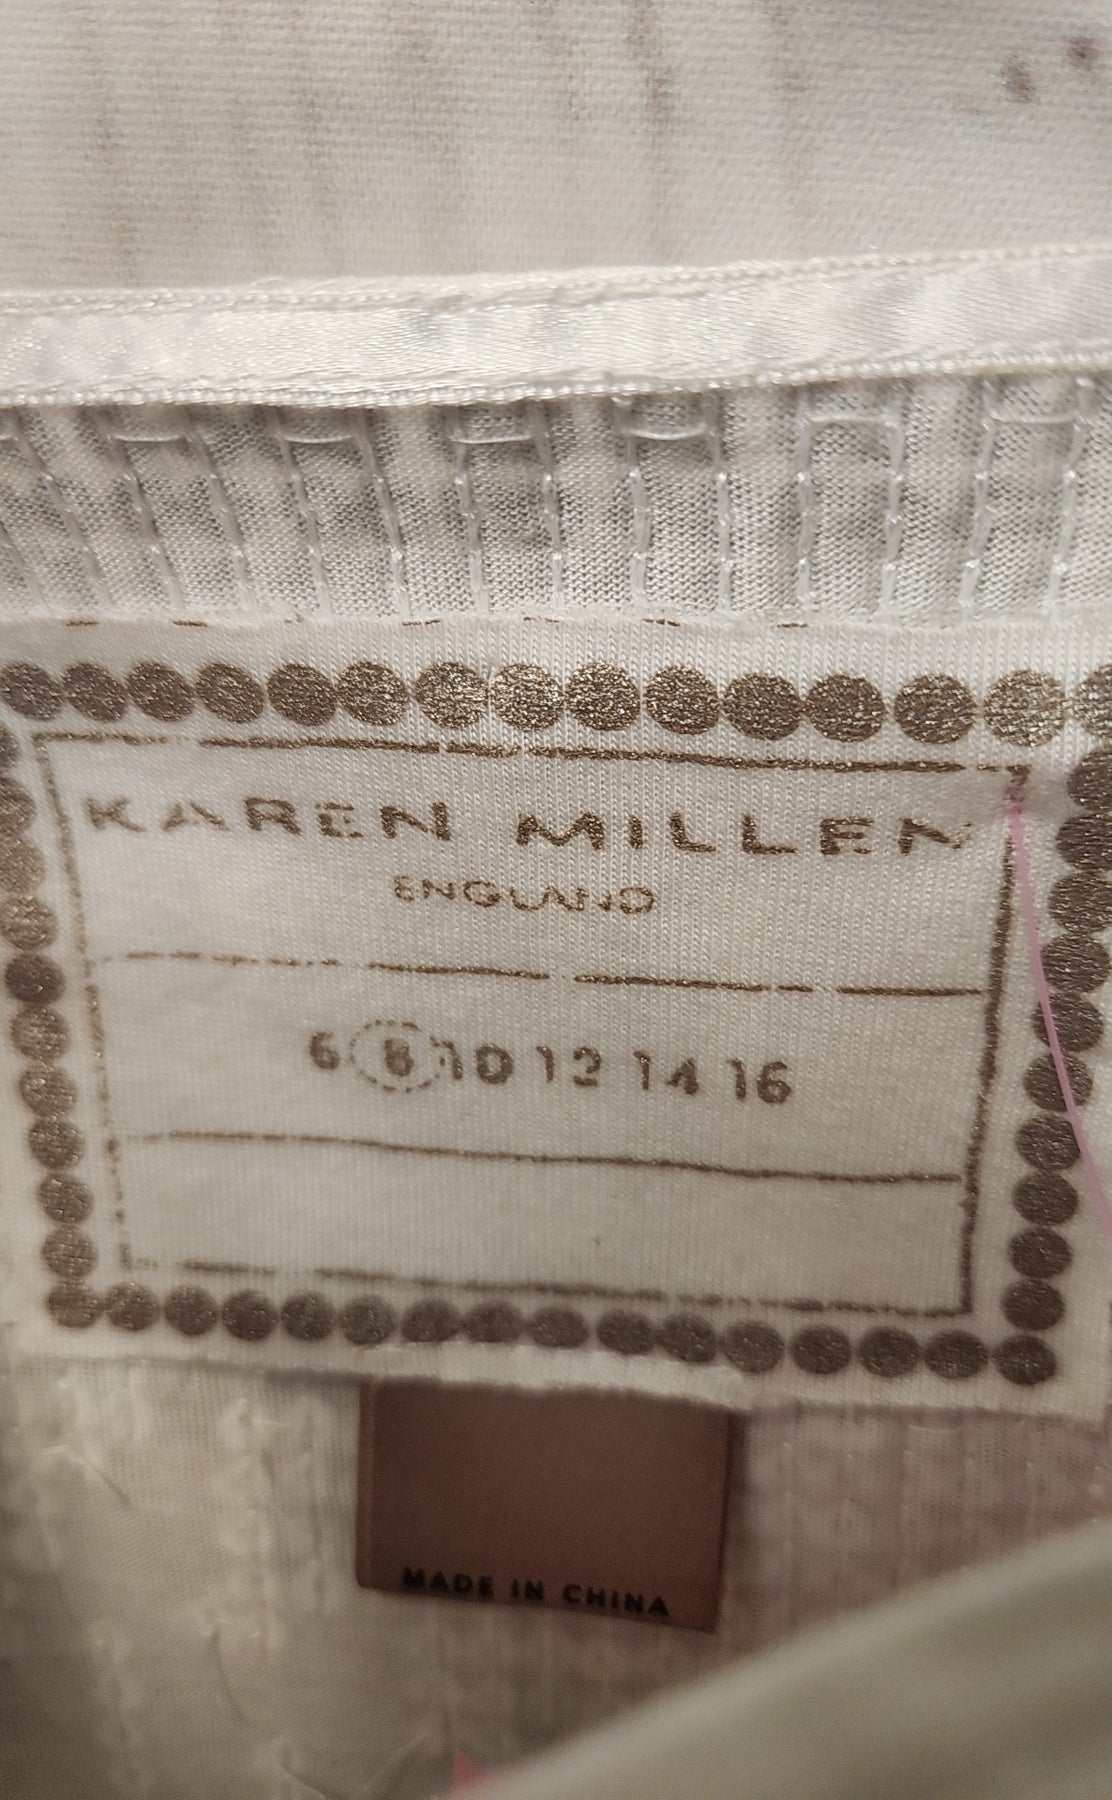 KAREN MILLEN
ENGLAND
6 8 10 12 14 16
MADE IN CHINA